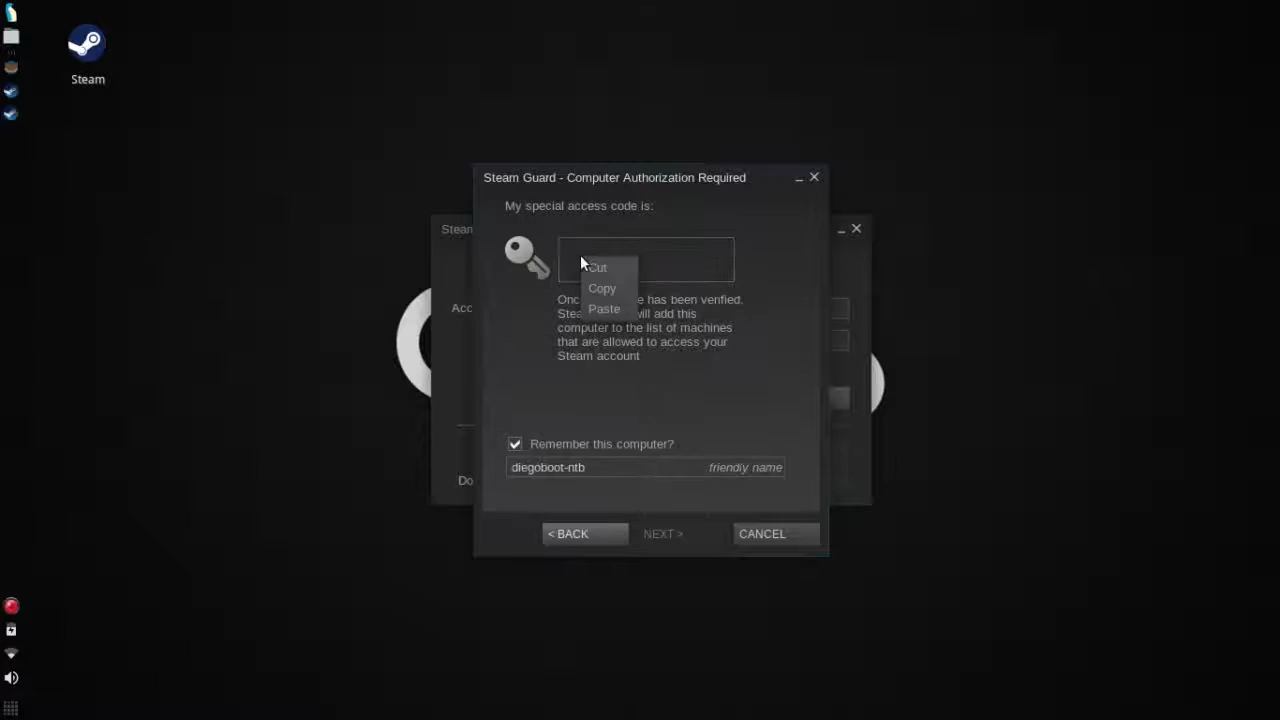 Steam
Steam Guard - Computer Authorization Required
My special access code is:
Cut
Copy
Paste
has been verified.
will add this
computer to the list of machines
that are allowed to access your
Steam account
Remember this computer?
diegoboot-ntb friendly name
< BACK NEXT > CANCEL